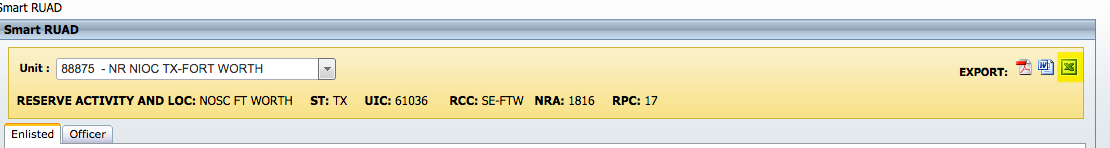 Smart RUAD
Smart RUAD
Unit : 88875 - NR NIOC TX-FORT WORTH
EXPORT:
RESERVE ACTIVITY AND LOC: NOSC FT WORTH ST: TX UIC: 61036 RCC: SE-FTW NRA: 1816 RPC: 17
Enlisted Officer